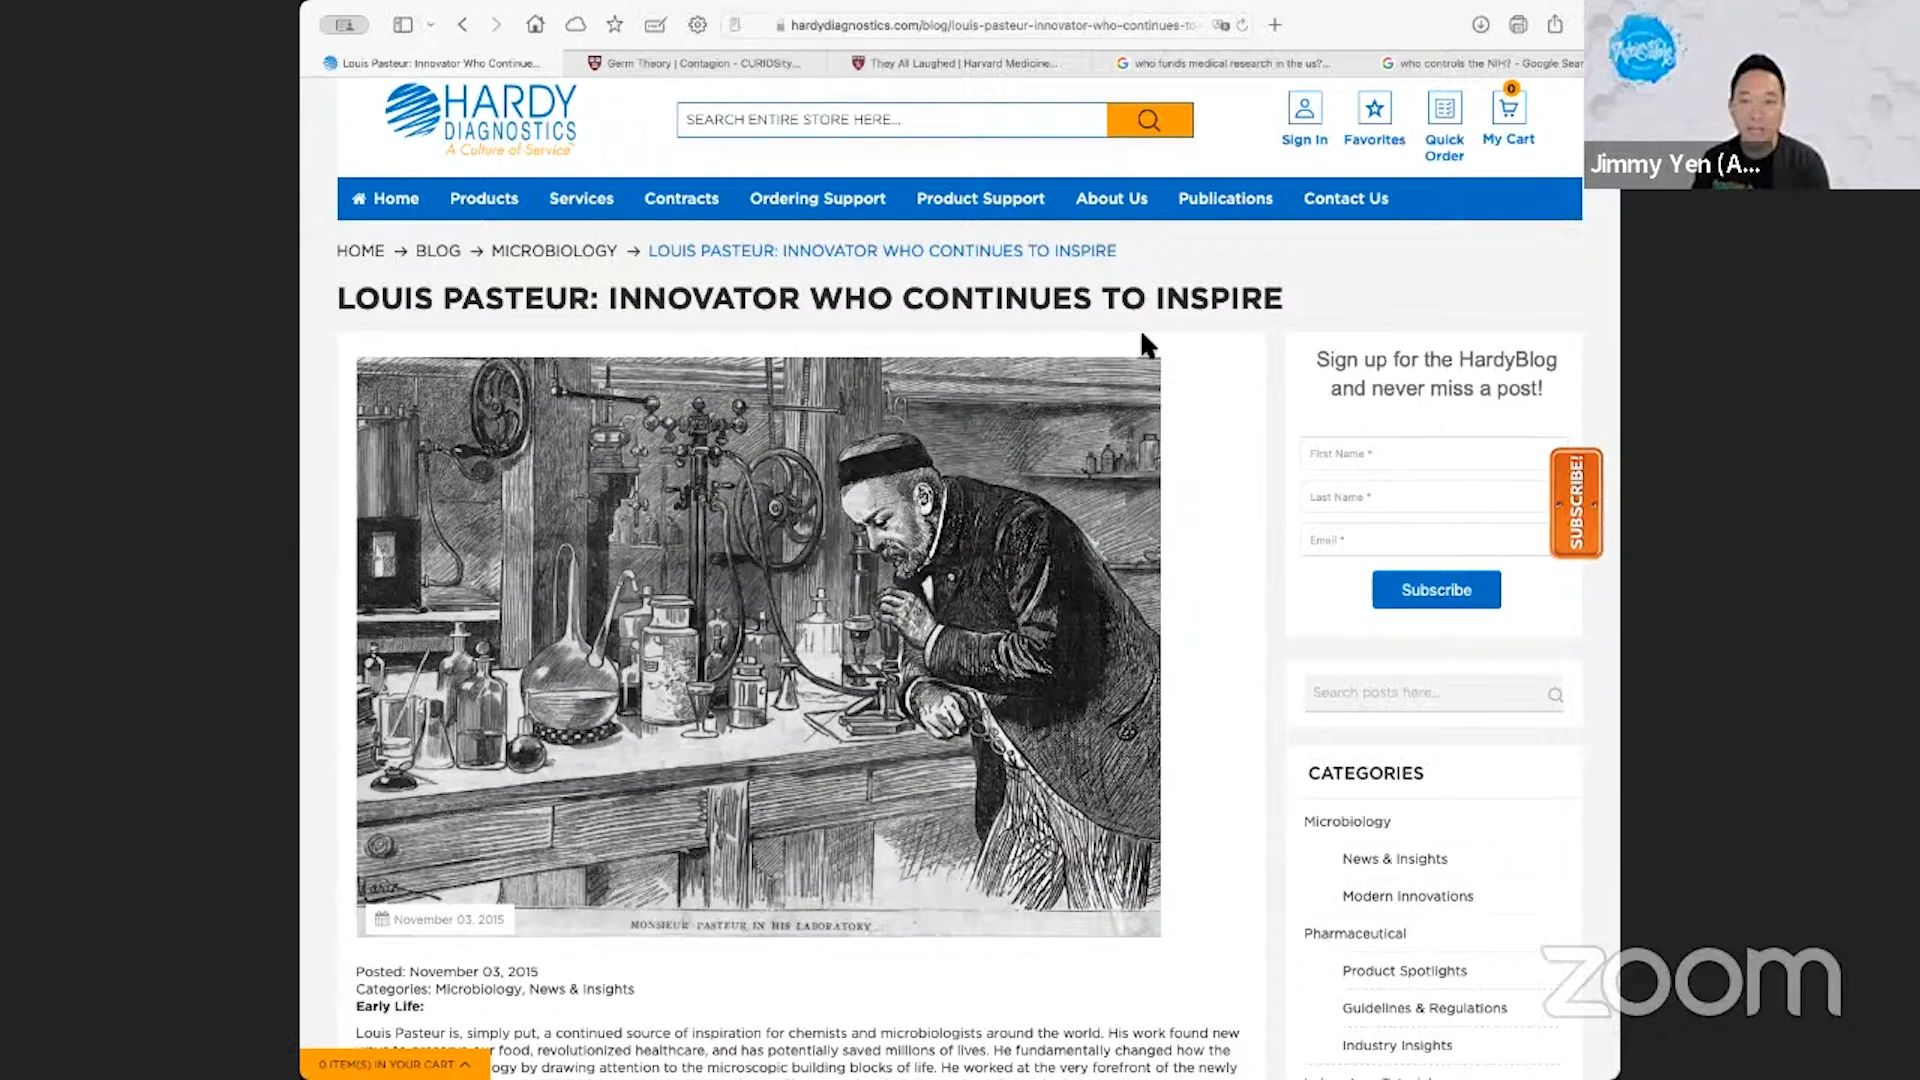 hardydiagnostics.com/blog/louis-pasteur-innovator-who-continues-to-
Louis Pasteur: Innovator Who Continue...
Germ Theory | Contagion - CURIOSity...
They All Laughed | Harvard Medicine...
who funds medical research in the us?...
who controls the NIH? - Google Sear
HARDY
DIAGNOSTICS
A Culture of Service
SEARCH ENTIRE STORE HERE...
0
Sign In
Favorites
Quick Order
My Cart
Jimmy Yen (A...
Home
Products
Services
Contracts
Ordering Support
Product Support
About Us
Publications
Contact Us
HOME → BLOG → MICROBIOLOGY → LOUIS PASTEUR: INNOVATOR WHO CONTINUES TO INSPIRE
LOUIS PASTEUR: INNOVATOR WHO CONTINUES TO INSPIRE
Sign up for the HardyBlog
and never miss a post!
First Name *
Last Name *
Email *
SUBSCRIBE!
Subscribe
Search posts here...
CATEGORIES
Microbiology
News & Insights
Modern Innovations
Pharmaceutical
Product Spotlights
Guidelines & Regulations
Industry Insights
zoom
November 03, 2015
MONSIEUR PASTEUR IN HIS LABORATORY
Posted: November 03, 2015
Categories: Microbiology, News & Insights
Early Life:
Louis Pasteur is, simply put, a continued source of inspiration for chemists and microbiologists around the world. His work found new
food, revolutionized healthcare, and has potentially saved millions of lives. He fundamentally changed how the
ogy by drawing attention to the microscopic building blocks of life. He worked at the very forefront of the newly
0 ITEM(S) IN YOUR CART